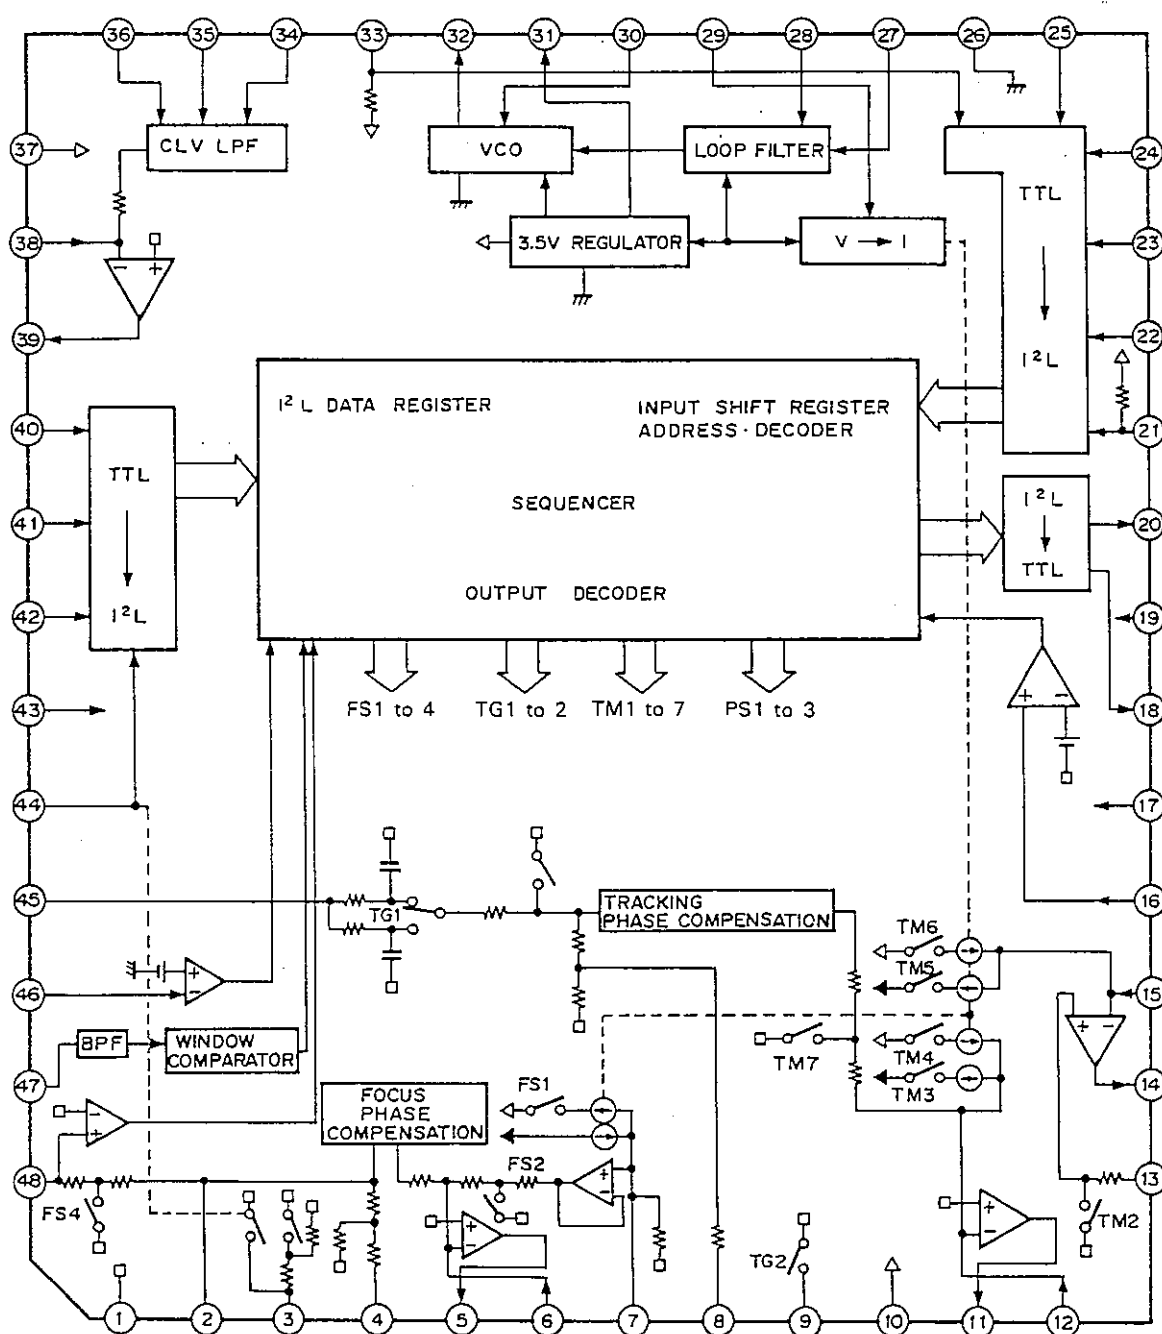 36 35 34 33 32 31 30 29 28 27 26 25
37
CLV LPF
VCO
LOOP FILTER
24
TTL
38
3.5V REGULATOR
V → I
23
− +
39
22
I²L
I²L DATA REGISTER
INPUT SHIFT REGISTER
ADDRESS·DECODER
40
21
TTL
SEQUENCER
I²L
41
20
TTL
OUTPUT DECODER
42
I²L
19
FS1 to 4 TG1 to 2 TM1 to 7 PS1 to 3
43
+ −
18
44
17
45
TG1
TRACKING
PHASE COMPENSATION
16
TM6
46
+
−
TM5
15
+ −
BPF
WINDOW
COMPARATOR
TM7
TM4
47
TM3
14
FS1
FOCUS
PHASE
COMPENSATION
−
+
48
FS2
+
−
13
FS4
+
−
TG2
+
−
TM2
1 2 3 4 5 6 7 8 9 10 11 12